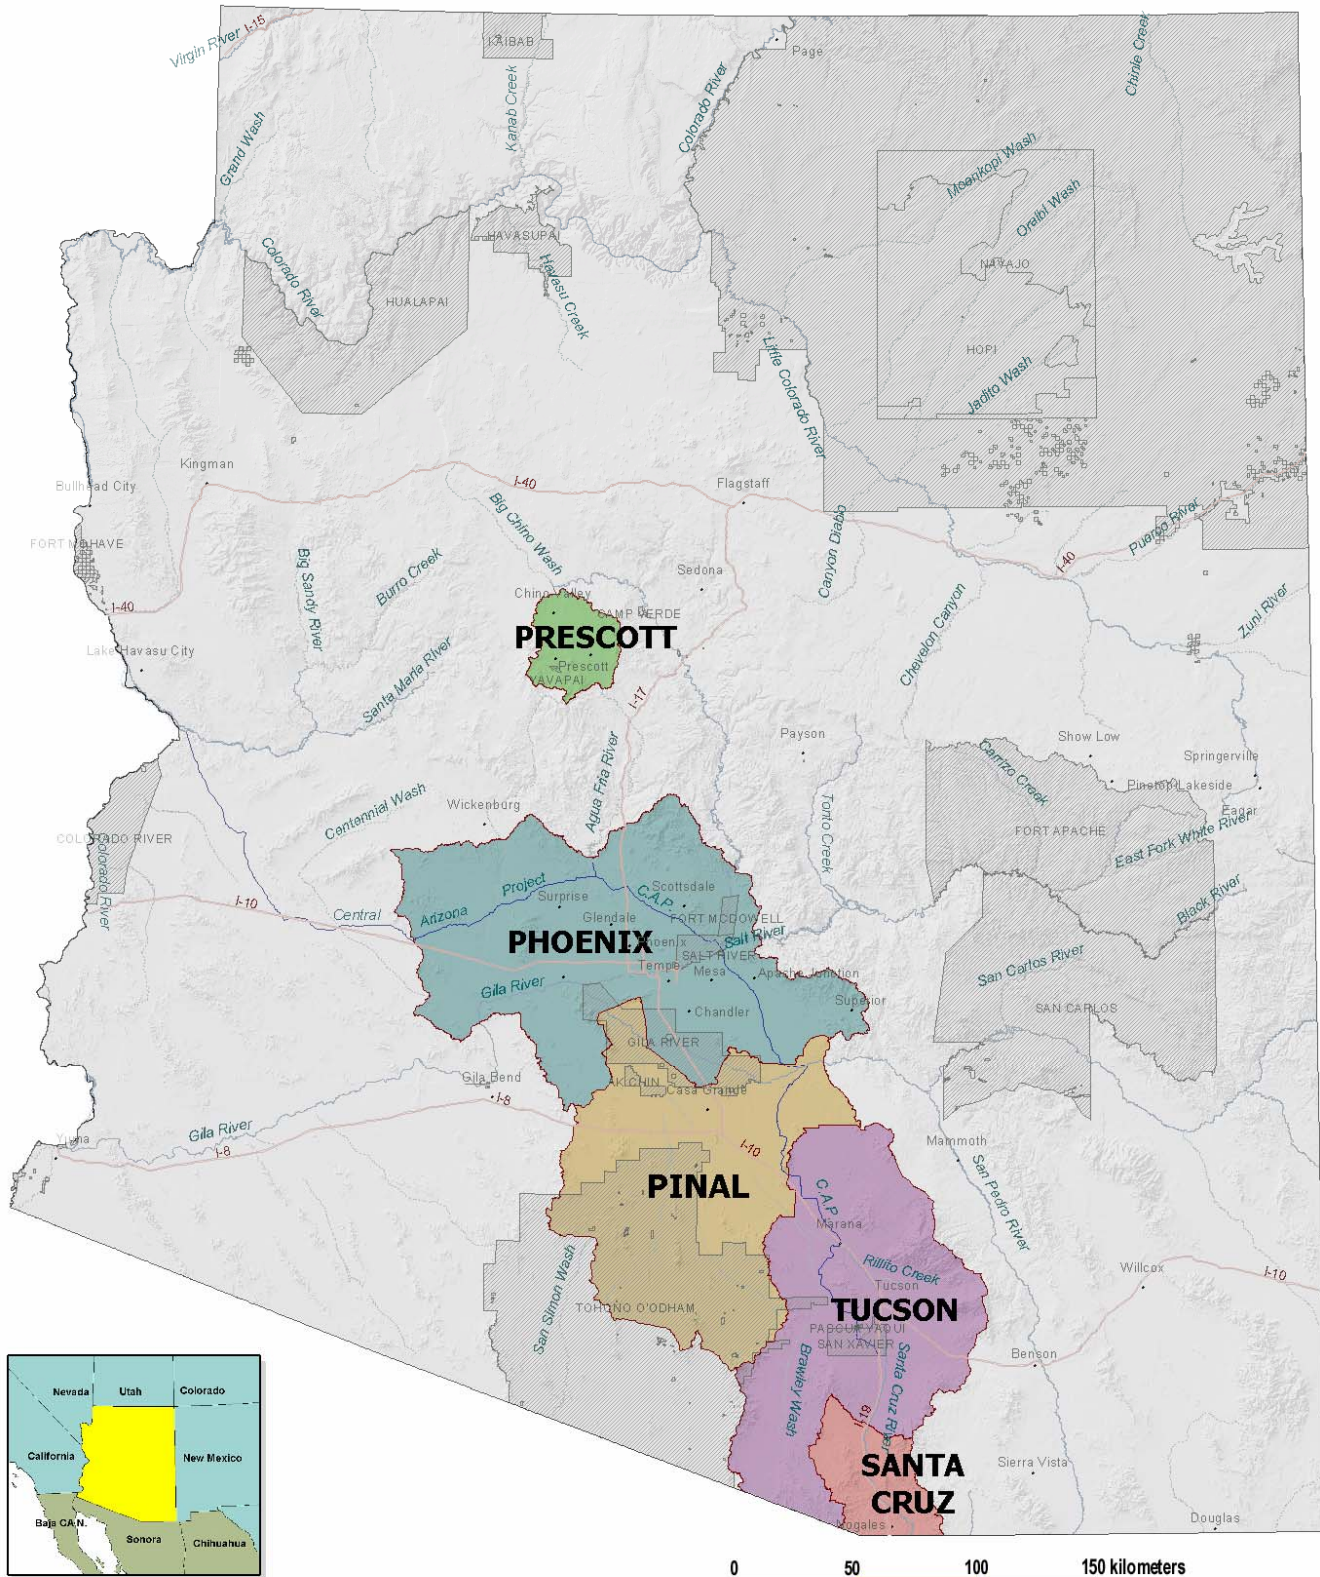 Virgin River
I-15
KAIBAB
Page
Chinle Creek
Grand Wash
Kanab Creek
Colorado River
Moenkopi Wash
Oraibi Wash
HAVASUPAI
Colorado River
HUALAPAI
Havasu Creek
NAVAJO
HOPI
Little Colorado River
Jadito Wash
Kingman
Bullhead City
I-40
Flagstaff
Big Chino Wash
Puerco River
FORT MOHAVE
Big Sandy River
Burro Creek
Sedona
Canyon Diablo
I-40
I-40
Chino Valley
CAMP VERDE
Chevelon Canyon
Zuni River
PRESCOTT
Lake Havasu City
Prescott
YAVAPAI
Santa Maria River
I-17
Payson
Show Low
Springerville
Carrizo Creek
Pinetop Lakeside
Eagar
Agua Fria River
Centennial Wash
Wickenburg
Tonto Creek
FORT APACHE
East Fork White River
COLORADO RIVER
Colorado River
I-10
Central
Arizona
Project
C.A.P
Surprise
Scottsdale
Glendale
FORT MCDOWELL
Black River
PHOENIX
Phoenix
Salt River
SALT RIVER
Tempe
Mesa
Apache Junction
San Carlos River
Gila River
Superior
Chandler
SAN CARLOS
GILA RIVER
Gila Bend
AK CHIN
Casa Grande
I-8
Yuma
Gila River
I-8
I-10
Mammoth
San Pedro River
PINAL
C.A.P
Marana
San Simon Wash
Rillito Creek
Tucson
Willcox
I-10
TOHONO O'ODHAM
TUCSON
PASCUA YAQUI
SAN XAVIER
Brawley Wash
Santa Cruz River
Benson
I-19
SANTA
CRUZ
Sierra Vista
Nogales
Douglas
Nevada
Utah
Colorado
California
New Mexico
Baja CA N.
Sonora
Chihuahua
0 50 100 150 kilometers